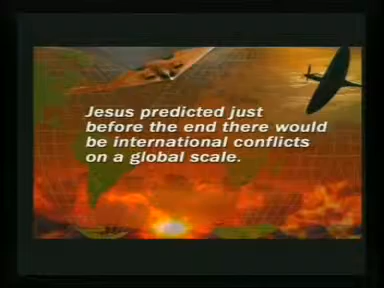 Jesus predicted just
before the end there would
be international conflicts
on a global scale.